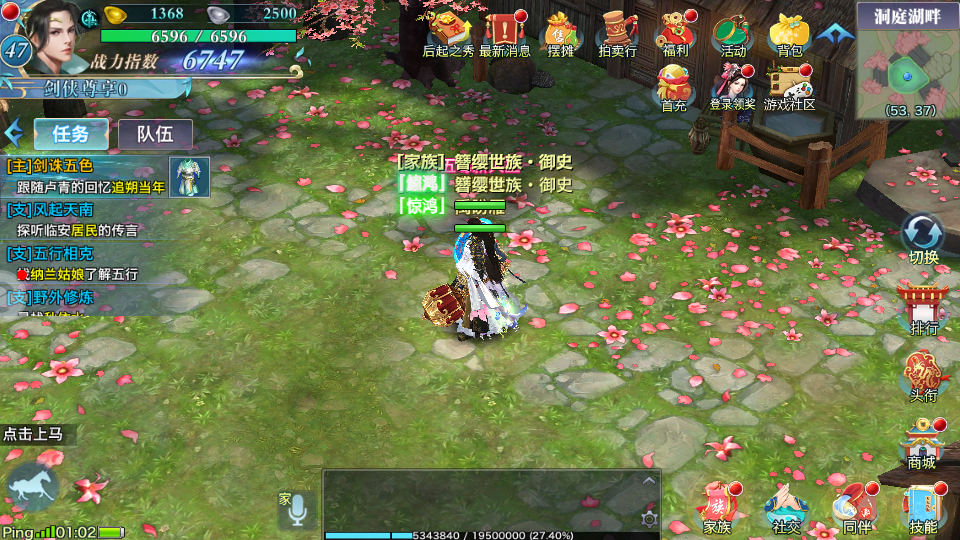 1368
2500
6596 / 6596
47
战力指数 6747
剑侠尊享0
后起之秀
最新消息
摆摊
拍卖行
福利
活动
背包
首充
登录领奖
游戏社区
洞庭湖畔
(53, 37)
任务
队伍
[主]剑诛五色
跟随卢青的回忆追朔当年
[支]风起天南
探听临安居民的传言
[支]五行相克
找纳兰姑娘了解五行
[支]野外修炼
[家族] 簪缨世族·御史
簪缨世族·御史
「惊鸿」
切换
排行
头衔
商城
点击上马
家
家族
社交
同伴
技能
Ping
01:02
5343840 / 19500000 (27.40%)